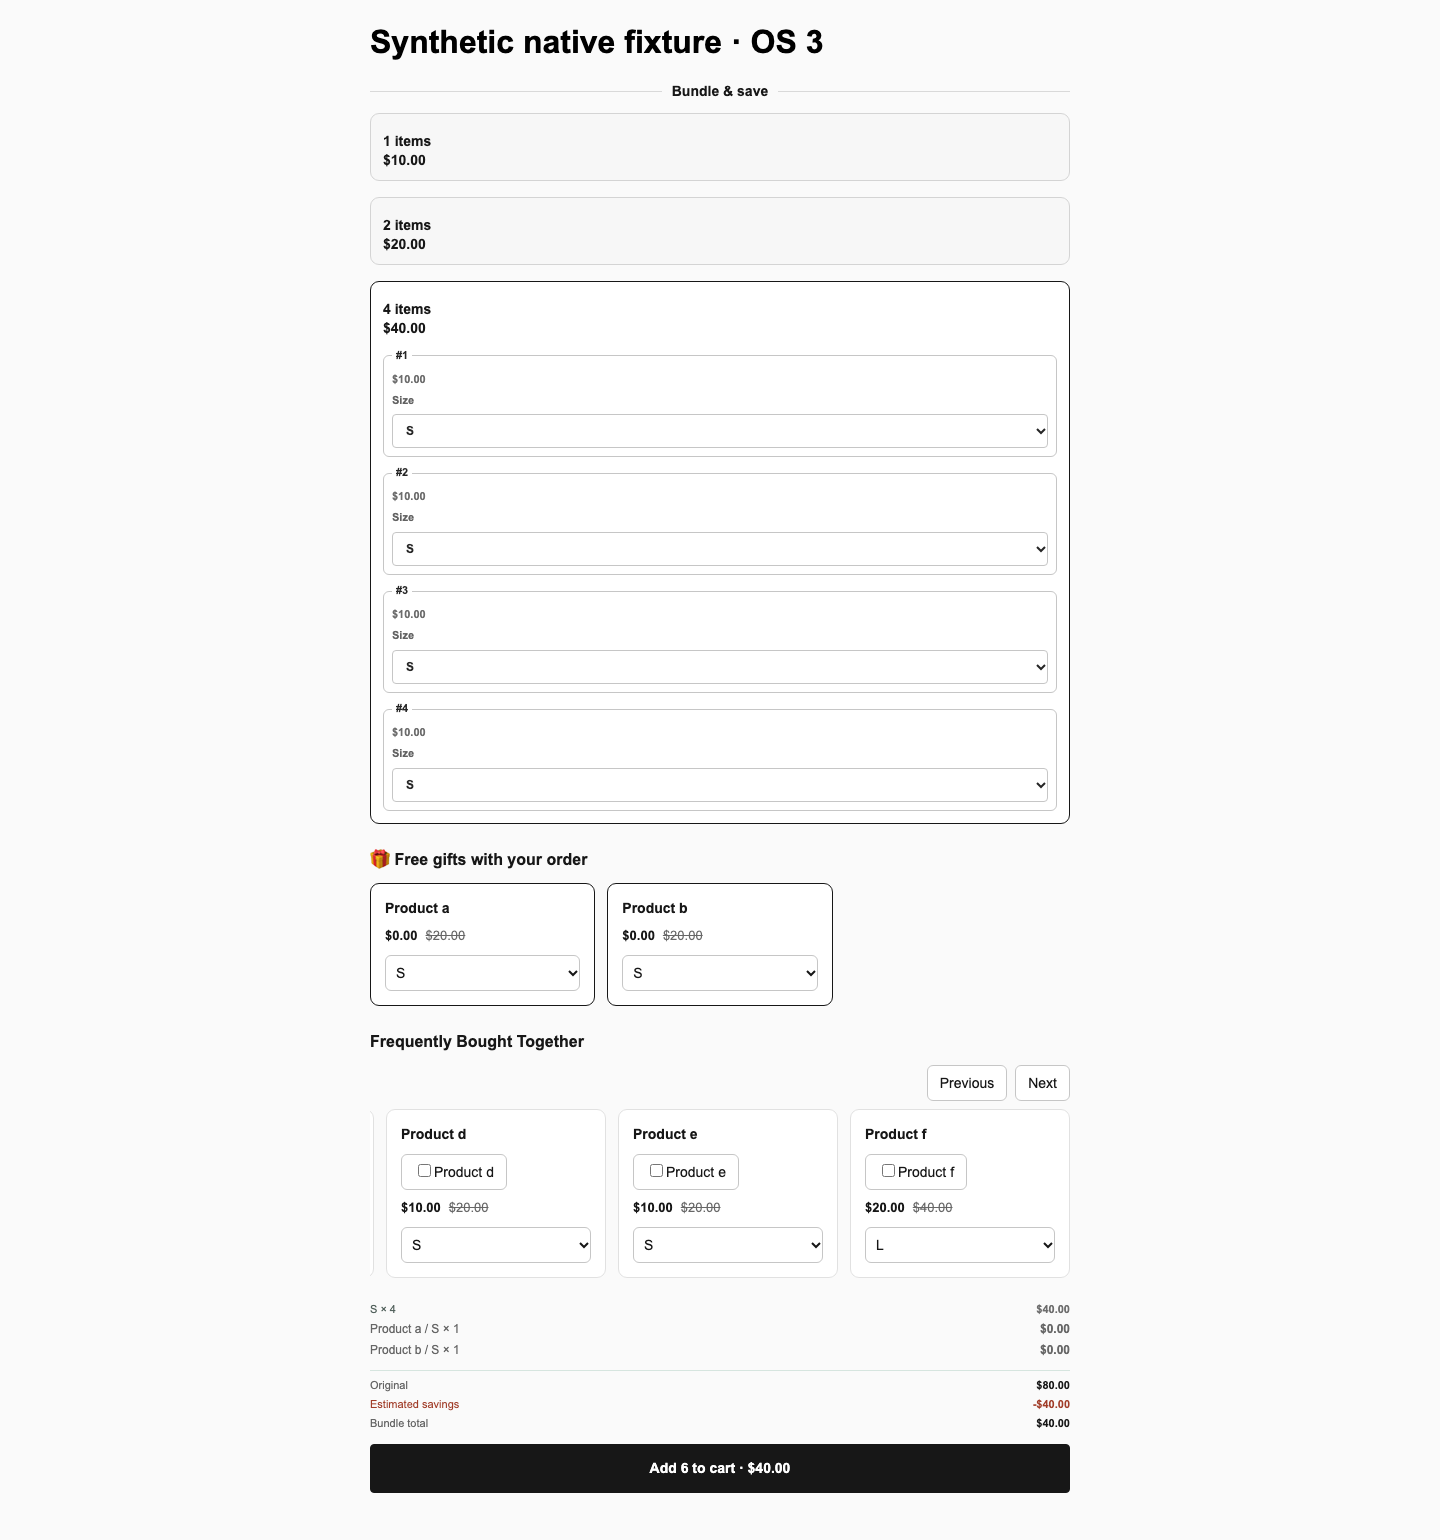 Synthetic native fixture · OS 3
Bundle & save
1 items
$10.00
2 items
$20.00
4 items
$40.00
#1
$10.00
Size
S
#2
$10.00
Size
S
#3
$10.00
Size
S
#4
$10.00
Size
S
🎁 Free gifts with your order
Product a
$0.00 $20.00
S
Product b
$0.00 $20.00
S
Frequently Bought Together
Previous Next
Product d
Product d
$10.00 $20.00
S
Product e
Product e
$10.00 $20.00
S
Product f
Product f
$20.00 $40.00
L
S × 4 $40.00
Product a / S × 1 $0.00
Product b / S × 1 $0.00
Original $80.00
Estimated savings -$40.00
Bundle total $40.00
Add 6 to cart · $40.00